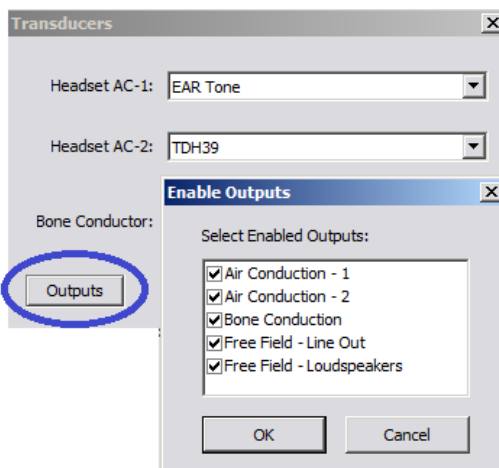 Transducers
Headset AC-1: EAR Tone
Headset AC-2: TDH39
Bone Conductor:
Outputs
Enable Outputs
Select Enabled Outputs:
Air Conduction - 1
Air Conduction - 2
Bone Conduction
Free Field - Line Out
Free Field - Loudspeakers
OK Cancel